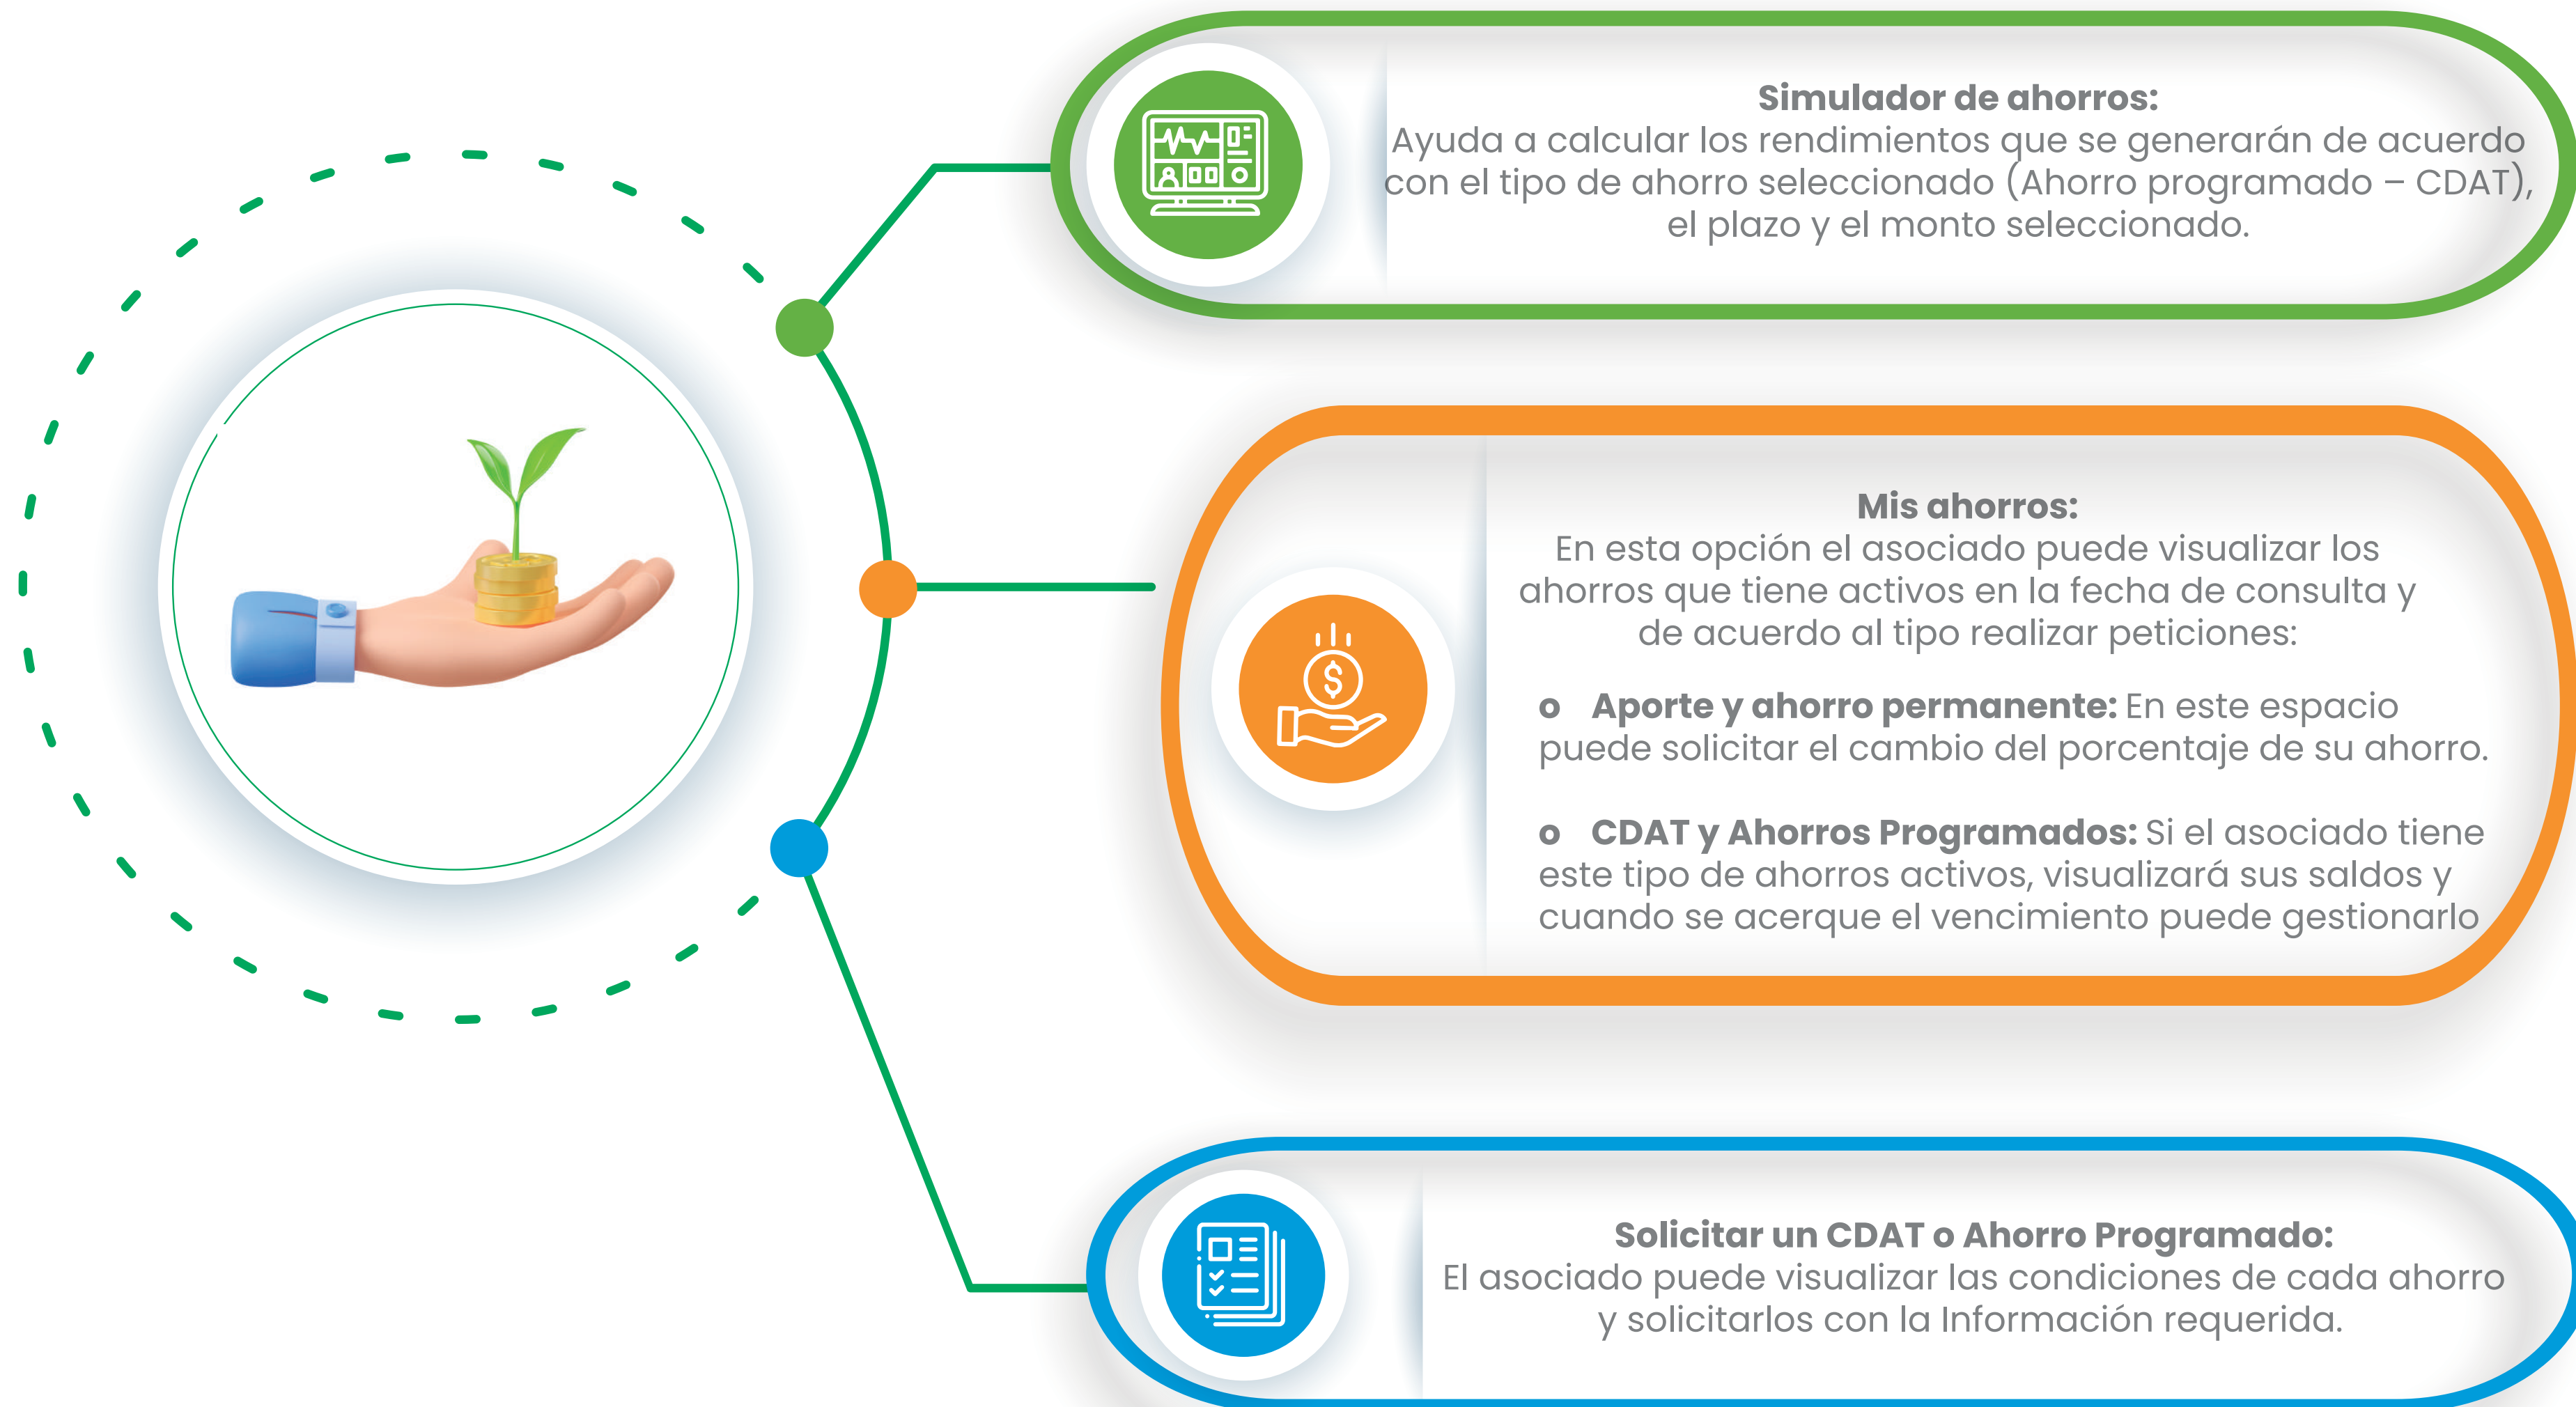 Simulador de ahorros:
Ayuda a calcular los rendimientos que se generarán de acuerdo
con el tipo de ahorro seleccionado (Ahorro programado – CDAT),
el plazo y el monto seleccionado.
Mis ahorros:
En esta opción el asociado puede visualizar los
ahorros que tiene activos en la fecha de consulta y
de acuerdo al tipo realizar peticiones:
o Aporte y ahorro permanente: En este espacio
puede solicitar el cambio del porcentaje de su ahorro.
o CDAT y Ahorros Programados: Si el asociado tiene
este tipo de ahorros activos, visualizará sus saldos y
cuando se acerque el vencimiento puede gestionarlo
Solicitar un CDAT o Ahorro Programado:
El asociado puede visualizar las condiciones de cada ahorro
y solicitarlos con la Información requerida.